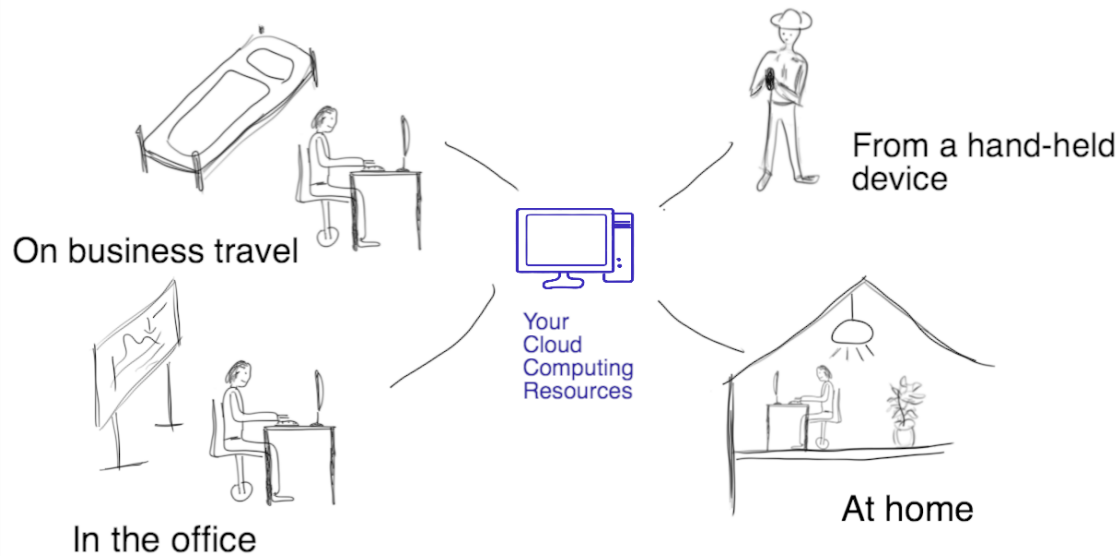 On business travel
From a hand-held
device
Your
Cloud
Computing
Resources
In the office
At home